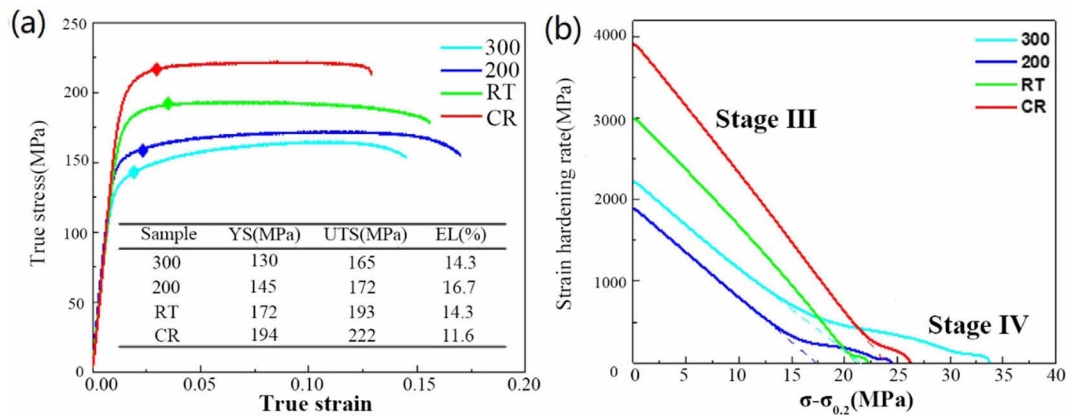 (a)
True stress(MPa)
250
200
150
100
50
0
300
200
RT
CR
Sample YS(MPa) UTS(MPa) EL(%)
300 130 165 14.3
200 145 172 16.7
RT 172 193 14.3
CR 194 222 11.6
0.00 0.05 0.10 0.15 0.20
True strain
(b)
Strain hardening rate(MPa)
4000
3000
2000
1000
0
300
200
RT
CR
Stage III
Stage IV
0 5 10 15 20 25 30 35 40
σ-σ0.2(MPa)